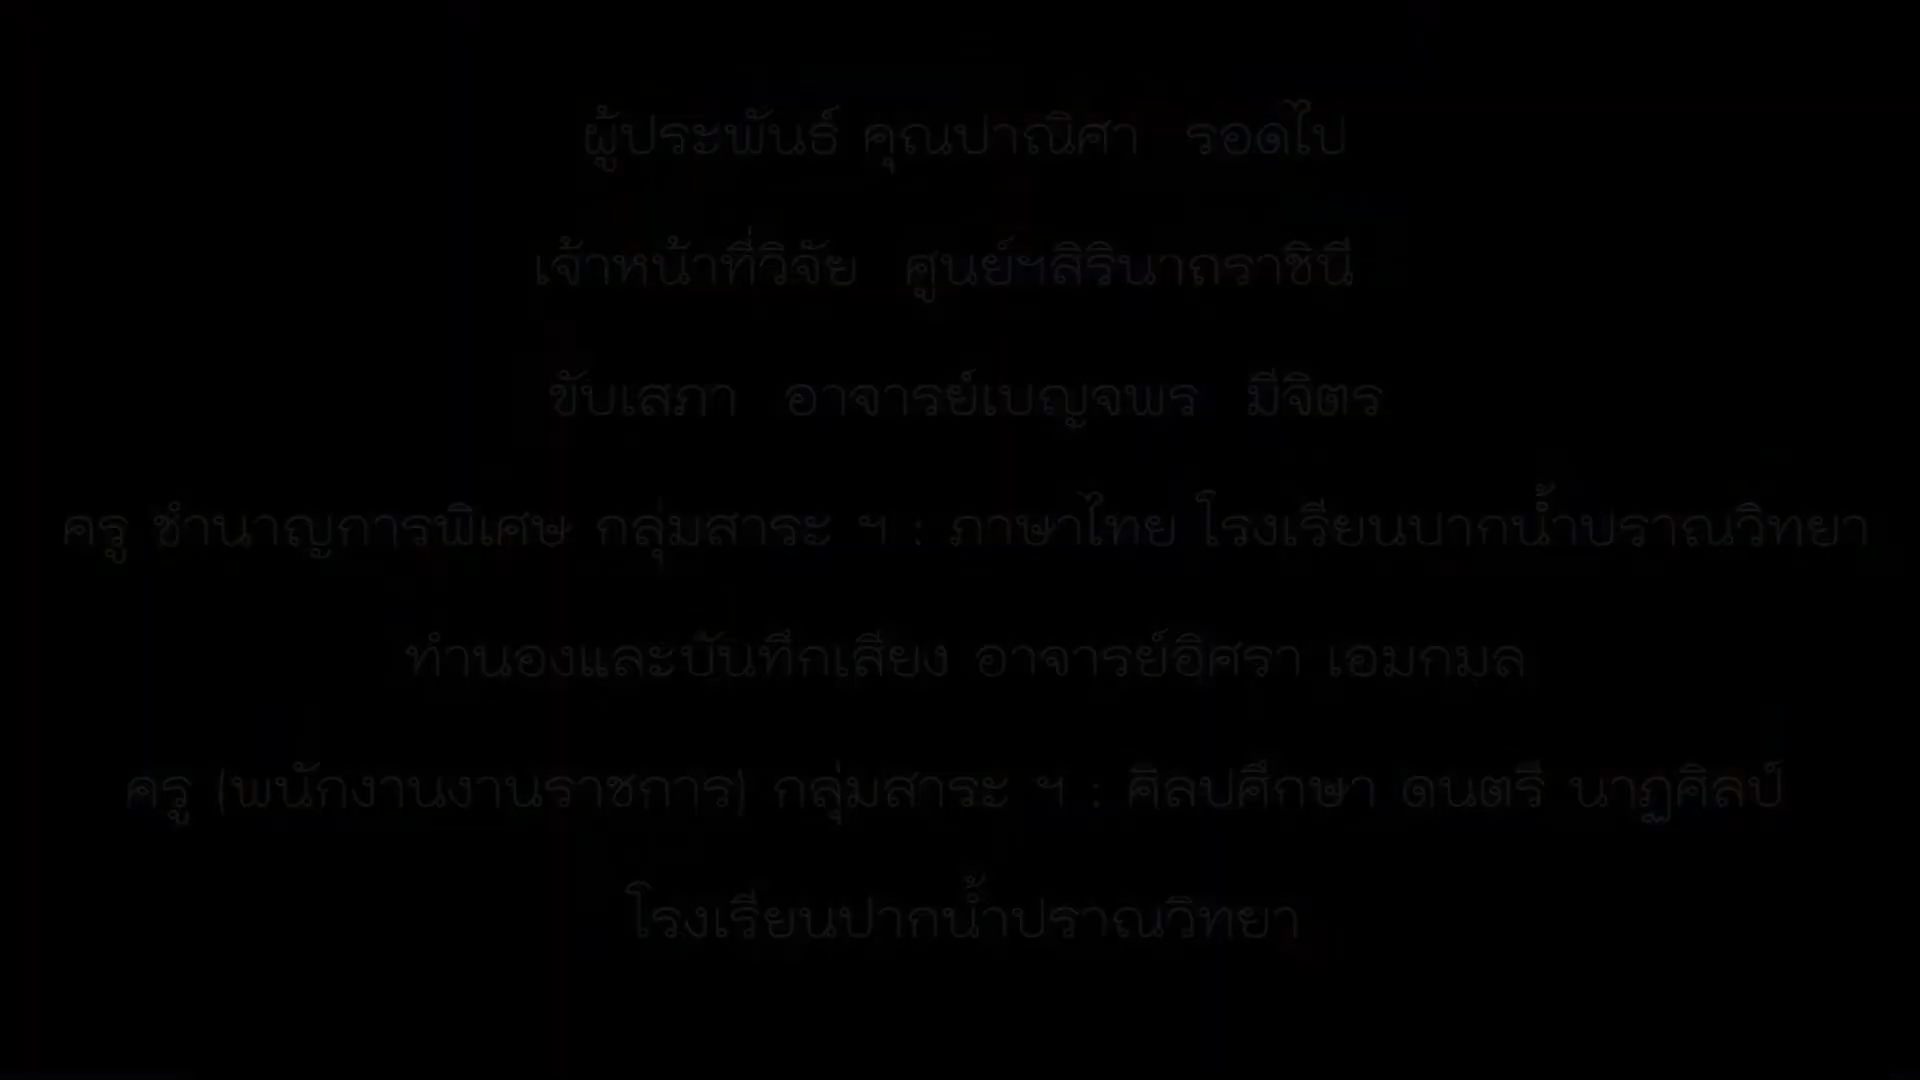 ผู้ประพันธ์ คุณปาณิศา รอดไป
เจ้าหน้าที่วิจัย ศูนย์ฯสิรินาถราชินี
ขับเสภา อาจารย์เบญจพร มีจิตร
ครู ชำนาญการพิเศษ กลุ่มสาระ ฯ : ภาษาไทย โรงเรียนปากน้ำปราณวิทยา
ทำนองและบันทึกเสียง อาจารย์อิศรา เอมกมล
ครู (พนักงานงานราชการ) กลุ่มสาระ ฯ : ศิลปศึกษา ดนตรี นาฏศิลป์
โรงเรียนปากน้ำปราณวิทยา